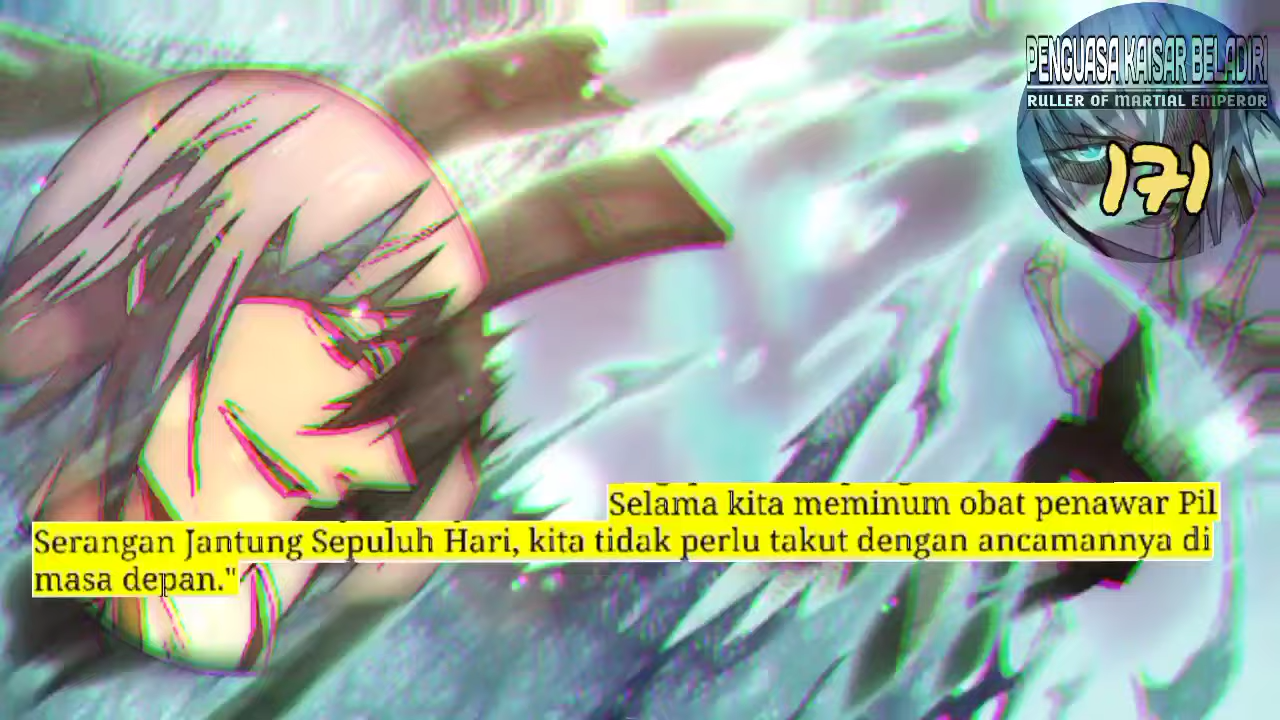 PENGUASA KAISAR BELADIRI
RULLER OF MARTIAL EMPEROR
171
Selama kita meminum obat penawar Pil
Serangan Jantung Sepuluh Hari, kita tidak perlu takut dengan ancamannya di
masa depan."